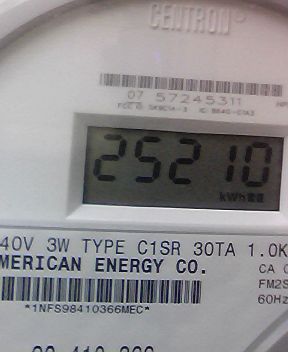 CENTRON®
07 57245311
25210
kWh
40V 3W TYPE C1SR 30TA 1.0K
MERICAN ENERGY CO.
CA
FM2S
60Hz
*1NFS98410366MEC*